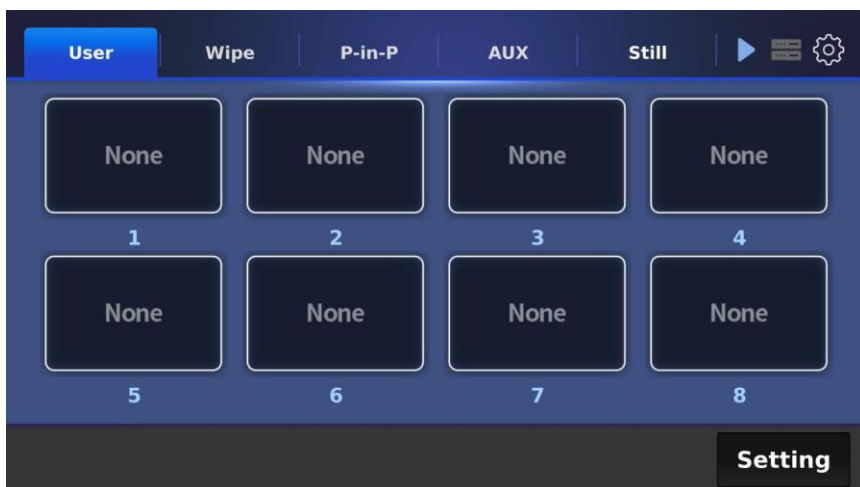 User Wipe P-in-P AUX Still
None None None None
1 2 3 4
None None None None
5 6 7 8
Setting